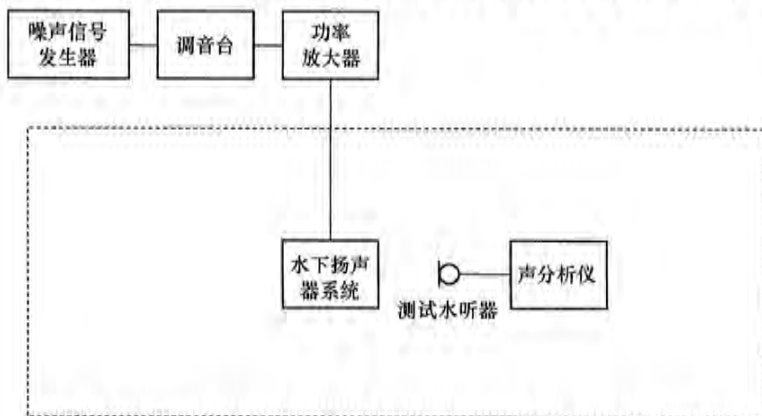 噪声信号
发生器
调音台
功率
放大器
水下扬声
器系统
声分析仪
测试水听器